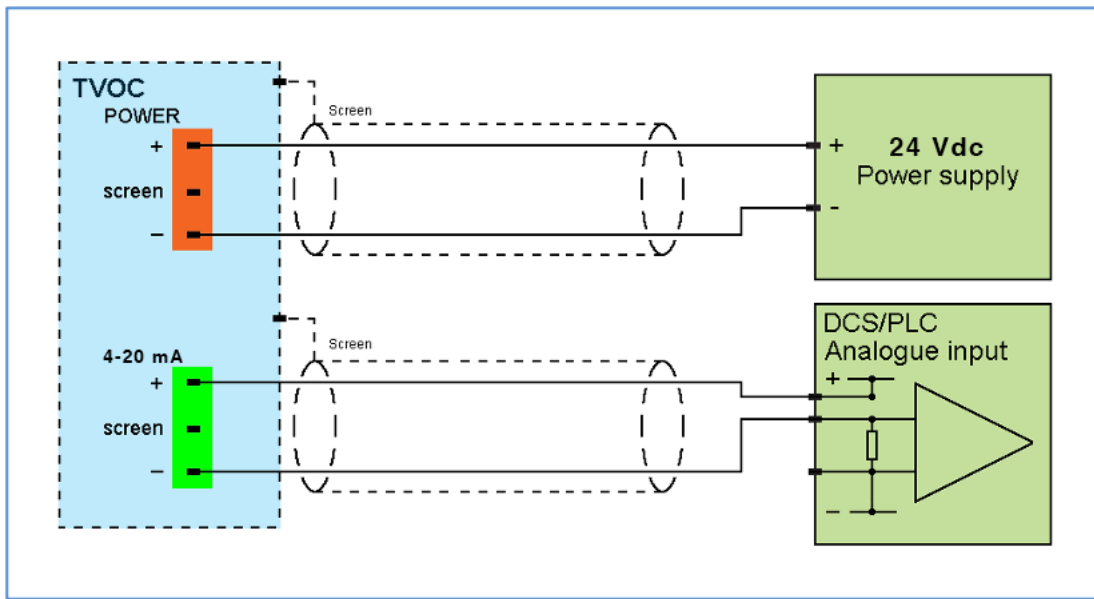 TVOC
POWER
+
screen
−
Screen
+
-
24 Vdc
Power supply
4-20 mA
+
screen
−
Screen
DCS/PLC
Analogue input
+
−